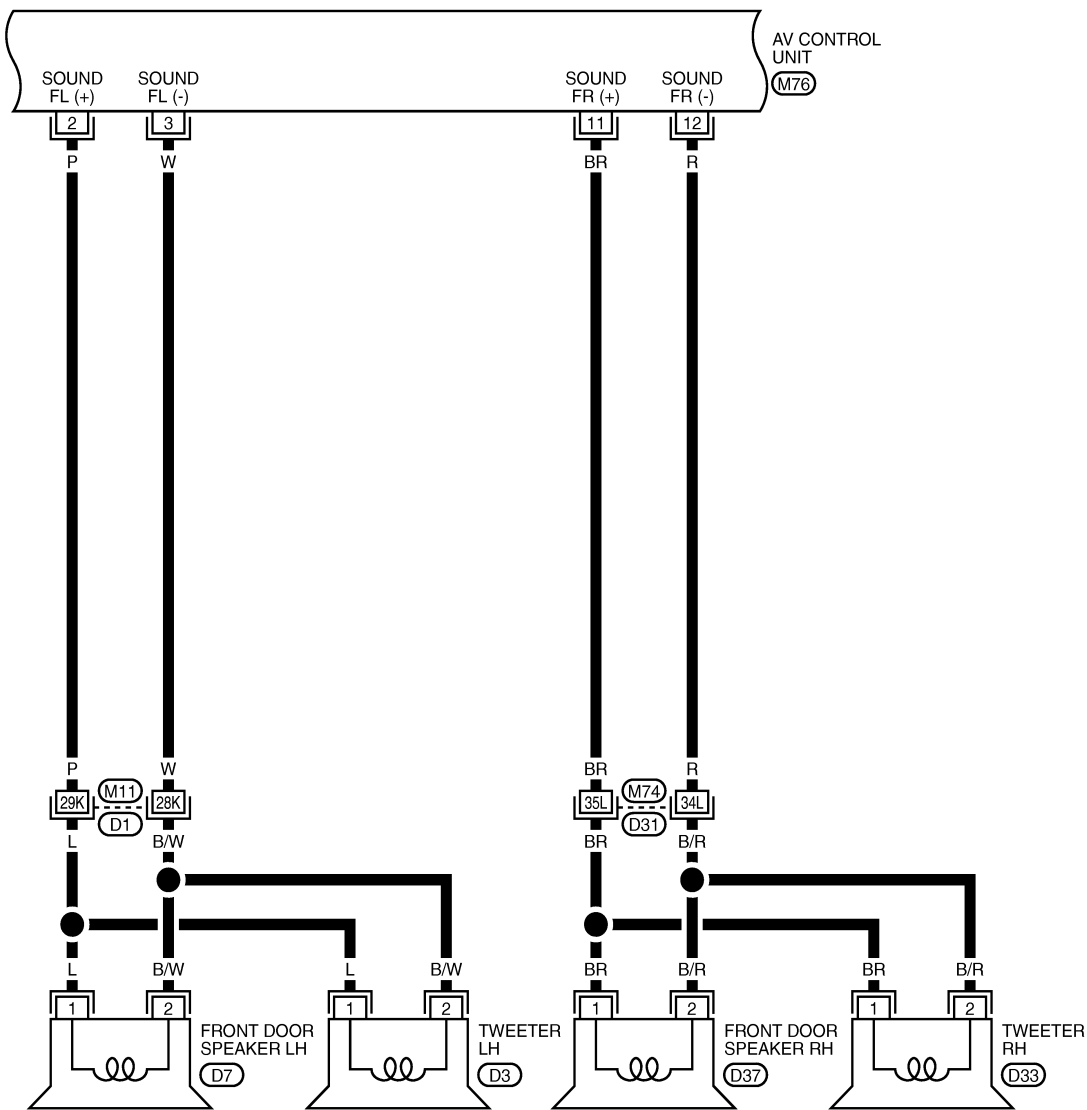 AV CONTROL
UNIT
M76
SOUND
FL (+)
SOUND
FL (-)
SOUND
FR (+)
SOUND
FR (-)
2
3
11
12
P
W
BR
R
P
W
BR
R
29K
M11
28K
35L
M74
34L
D1
D31
L
B/W
BR
B/R
L
B/W
L
B/W
BR
B/R
BR
B/R
1
2
1
2
1
2
1
2
FRONT DOOR
SPEAKER LH
D7
TWEETER
LH
D3
FRONT DOOR
SPEAKER RH
D37
TWEETER
RH
D33